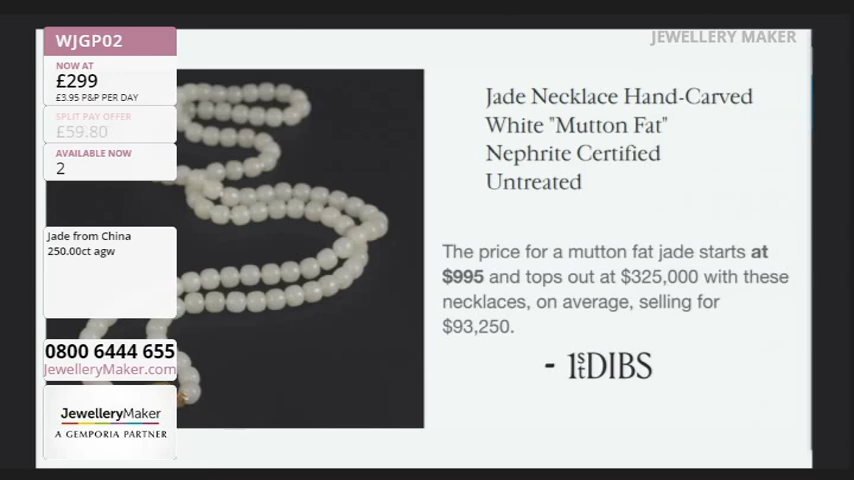 WJGP02
NOW AT
£299
£3.95 P&P PER DAY
SPLIT PAY OFFER
£59.80
AVAILABLE NOW
2
Jade from China
250.00ct agw
0800 6444 655
JewelleryMaker.com
JewelleryMaker
A GEMPORIA PARTNER
JEWELLERY MAKER
Jade Necklace Hand-Carved
White "Mutton Fat"
Nephrite Certified
Untreated
The price for a mutton fat jade starts at
$995 and tops out at $325,000 with these
necklaces, on average, selling for
$93,250.
- 1stDIBS